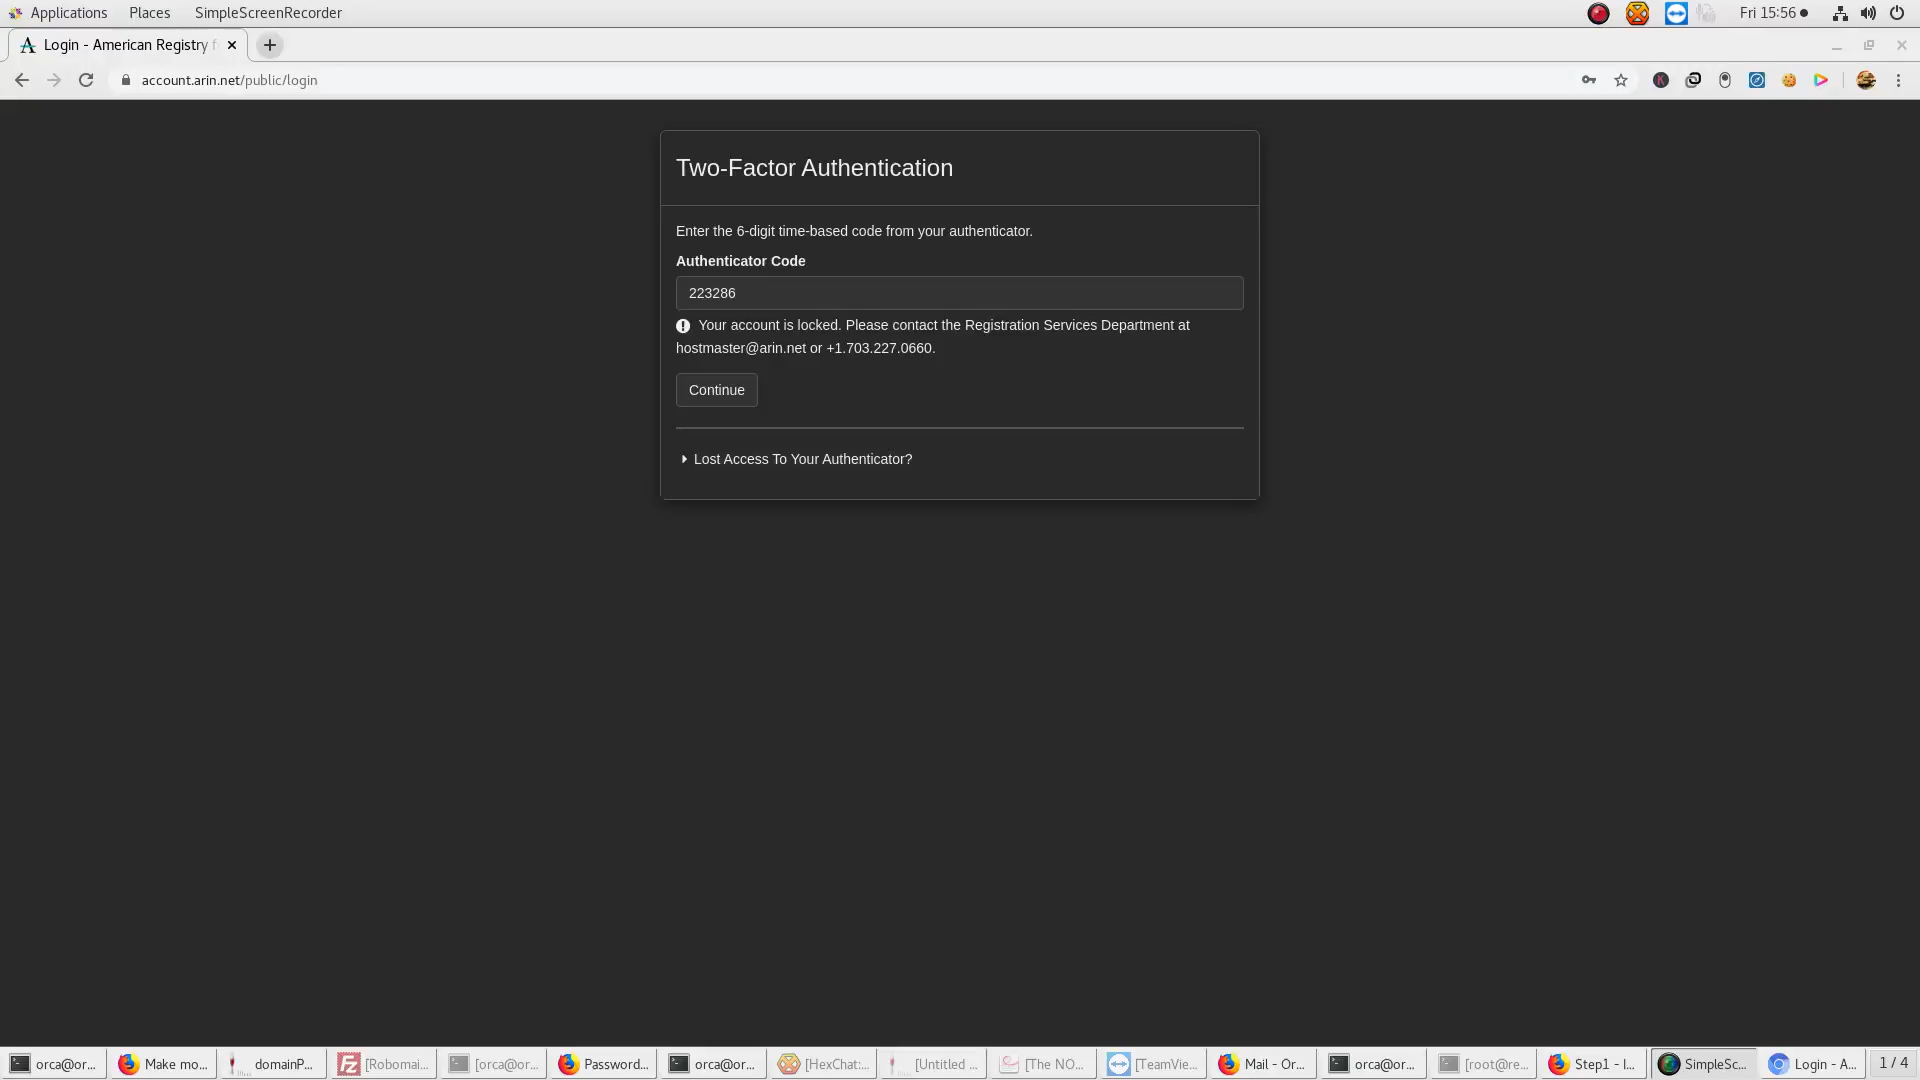 Applications Places SimpleScreenRecorder Fri 15:56
Login - American Registry f
account.arin.net/public/login
Two-Factor Authentication
Enter the 6-digit time-based code from your authenticator.
Authenticator Code
223286
Your account is locked. Please contact the Registration Services Department at
hostmaster@arin.net or +1.703.227.0660.
Continue
Lost Access To Your Authenticator?
orca@or... Make mo... domainP... [Robomai... [orca@or... Password... orca@or... [HexChat:... [Untitled ... [The NO... [TeamVie... Mail - Or... orca@or... [root@re... Step1 - I... SimpleSc... Login - A... 1 / 4